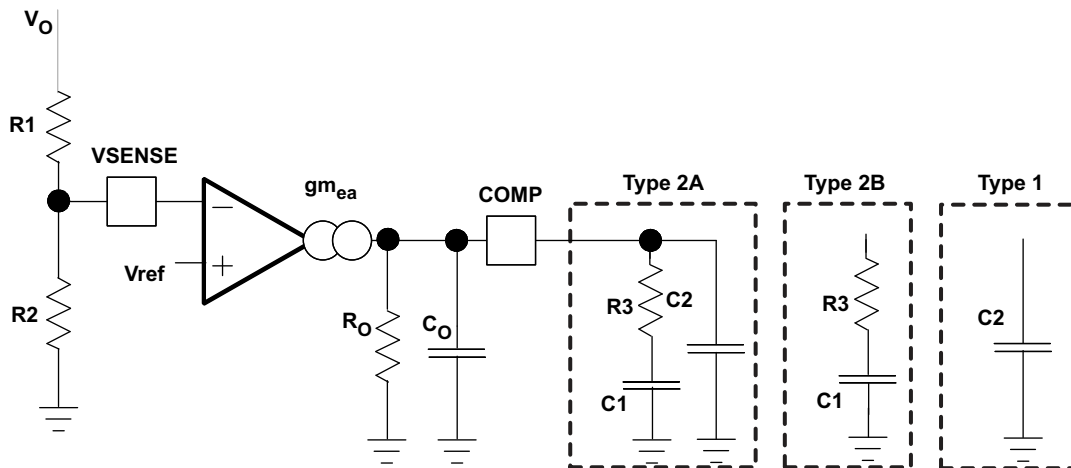 VO
R1
VSENSE
gmea
COMP
Type 2A
Type 2B
Type 1
Vref
R2
RO
CO
R3
C2
C1
R3
C1
C2
−
+